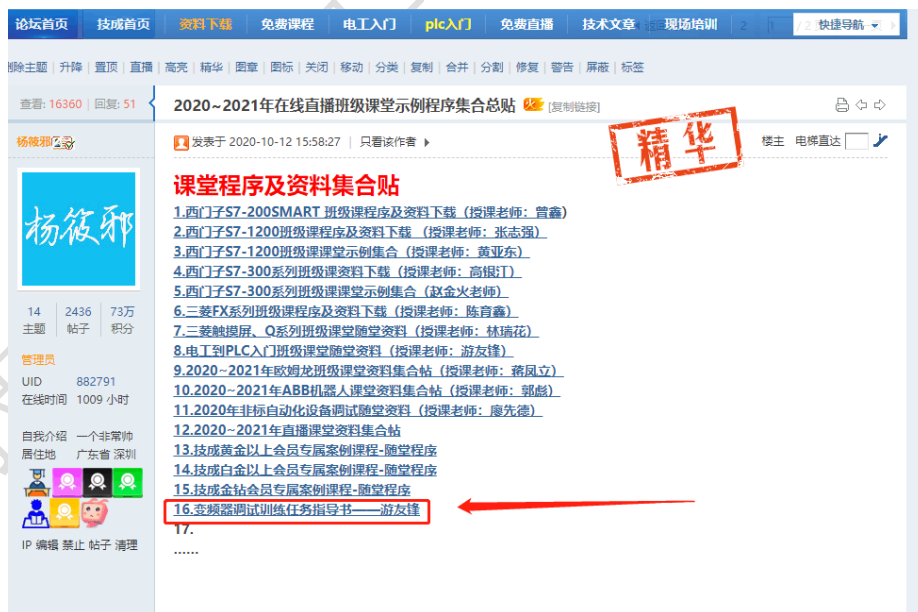 论坛首页 技成首页 资料下载 免费课程 电工入门 plc入门 免费直播 技术文章 现场培训 2 1 / 2 快捷导航
删除主题 | 升降 | 置顶 | 直播 | 高亮 | 精华 | 图章 | 图标 | 关闭 | 移动 | 分类 | 复制 | 合并 | 分割 | 修复 | 警告 | 屏蔽 | 标签
查看: 16360 | 回复: 51
2020~2021年在线直播班级课堂示例程序集合总贴 火 [复制链接]
杨筱邪
发表于 2020-10-12 15:58:27 | 只看该作者
精华
楼主 电梯直达
杨筱邪
14 2436 73万
主题 帖子 积分
管理员
UID 882791
在线时间 1009 小时
自我介绍 一个非常帅
居住地 广东省 深圳
IP 编辑 禁止 帖子 清理
课堂程序及资料集合贴
1.西门子S7-200SMART 班级课程序及资料下载（授课老师：曾鑫)
2.西门子S7-1200班级课程序及资料下载 （授课老师：张志强）
3.西门子S7-1200班级课课堂示例集合（授课老师：黄亚东）
4.西门子S7-300系列班级课资料下载（授课老师：高银汀）
5.西门子S7-300系列班级课课堂示例集合（赵金火老师）
6.三菱FX系列班级课程序及资料下载（授课老师：陈育鑫）
7.三菱触摸屏、Q系列班级课堂随堂资料（授课老师：林瑞花）
8.电工到PLC入门班级课堂随堂资料（授课老师：游友锋）
9.2020~2021年欧姆龙班级课堂资料集合帖（授课老师：蒋凤立）
10.2020~2021年ABB机器人课堂资料集合帖（授课老师：郭彪）
11.2020年非标自动化设备调试随堂资料（授课老师：廖先德）
12.2020~2021年直播课堂资料集合帖
13.技成黄金以上会员专属案例课程-随堂程序
14.技成白金以上会员专属案例课程-随堂程序
15.技成金钻会员专属案例课程-随堂程序
16.变频器调试训练任务指导书——游友锋
17.
......